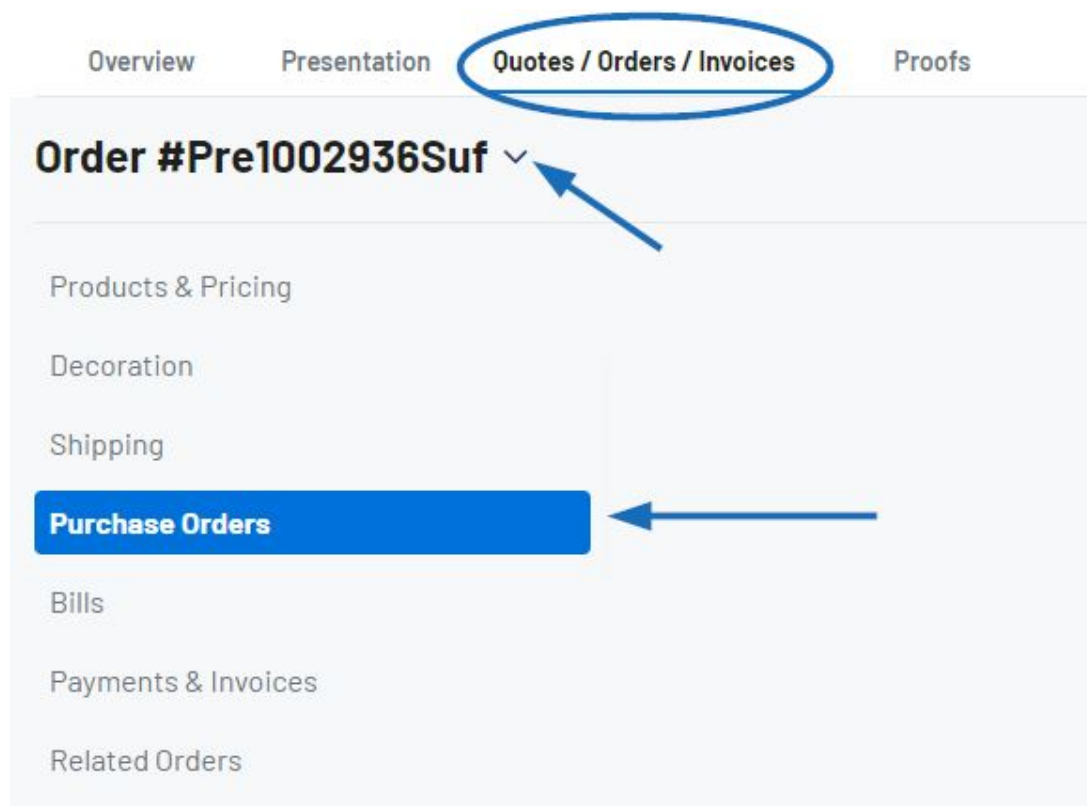 Overview Presentation Quotes / Orders / Invoices Proofs
Order #Pre1002936Suf
Products & Pricing
Decoration
Shipping
Purchase Orders
Bills
Payments & Invoices
Related Orders